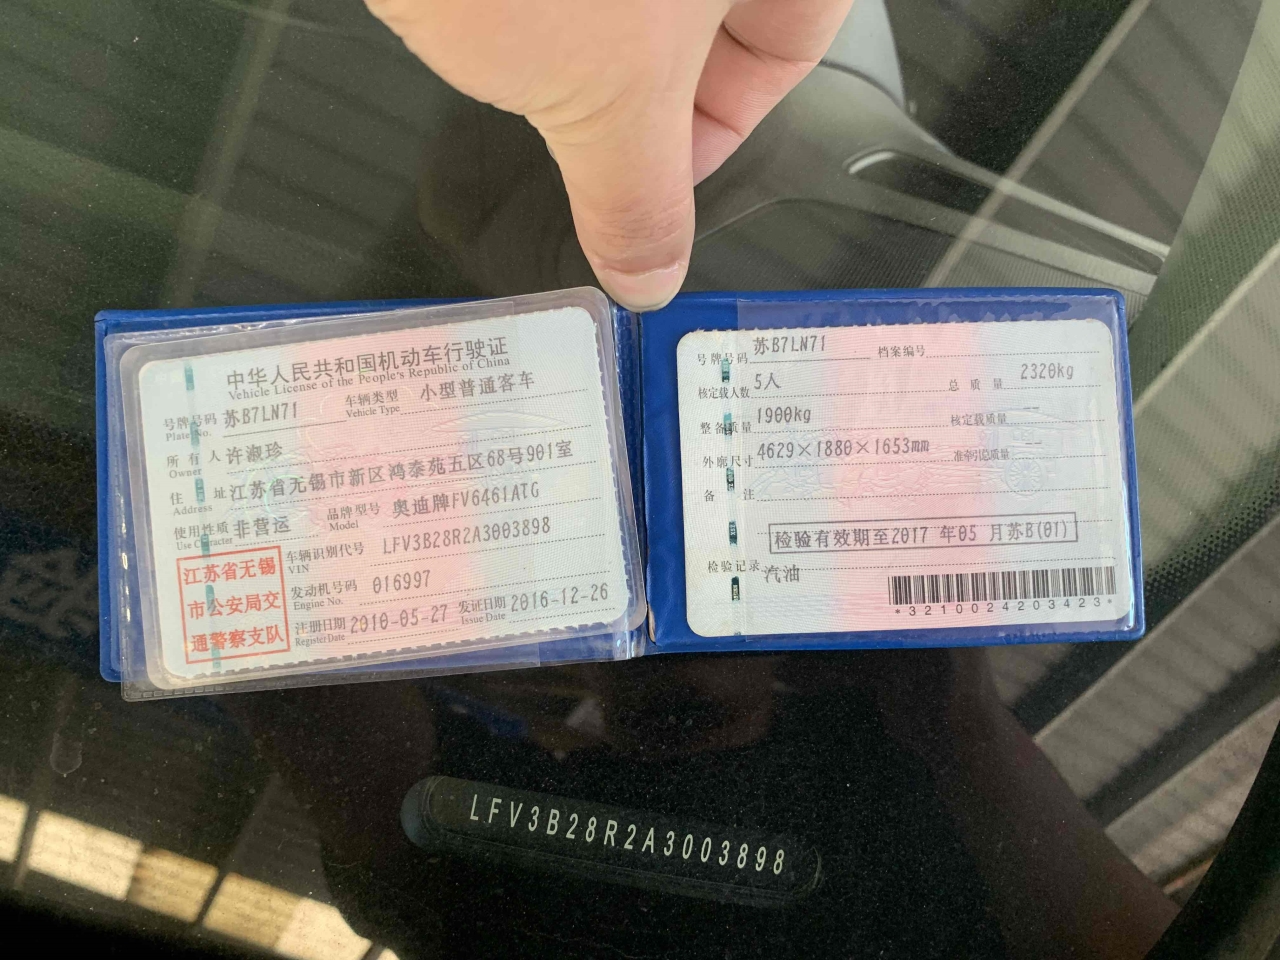 中华人民共和国机动车行驶证
Vehicle License of the People's Republic of China
号牌号码 苏B7LN71 车辆类型 小型普通客车
Plate No. Vehicle Type
所有人 许淑珍
Owner
住址 江苏省无锡市新区鸿泰苑五区68号901室
Address
使用性质 非营运 品牌型号 奥迪牌FV6461ATG
Use Character Model
江苏省无锡
市公安局交
通警察支队
车辆识别代号 LFV3B28R2A3003898
VIN
发动机号码 016997
Engine No.
注册日期 2010-05-27 发证日期 2016-12-26
Register Date Issue Date
号牌号码 苏B7LN71 档案编号
核定载人数 5人 总质量 2320kg
整备质量 1900kg 核定载质量 --
外廓尺寸 4629×1880×1653mm 准牵引总质量 --
备注
检验有效期至2017 年05 月苏B(01)
检验记录 汽油
*3210024203423*
LFV3B28R2A3003898